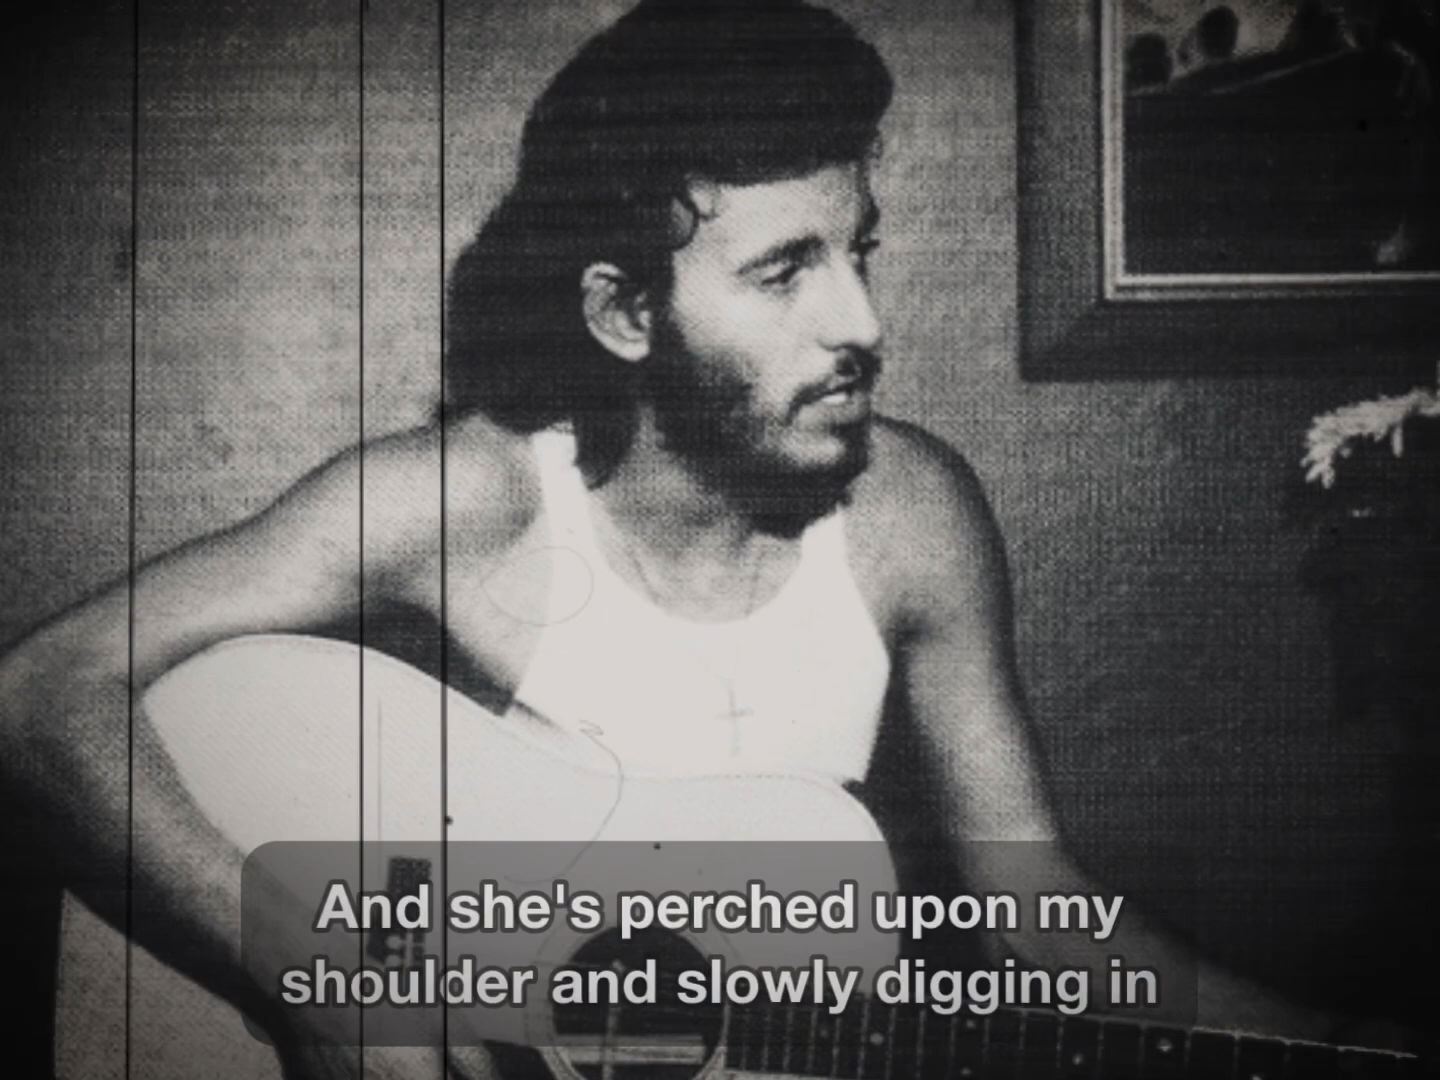 And she's perched upon my
shoulder and slowly digging in